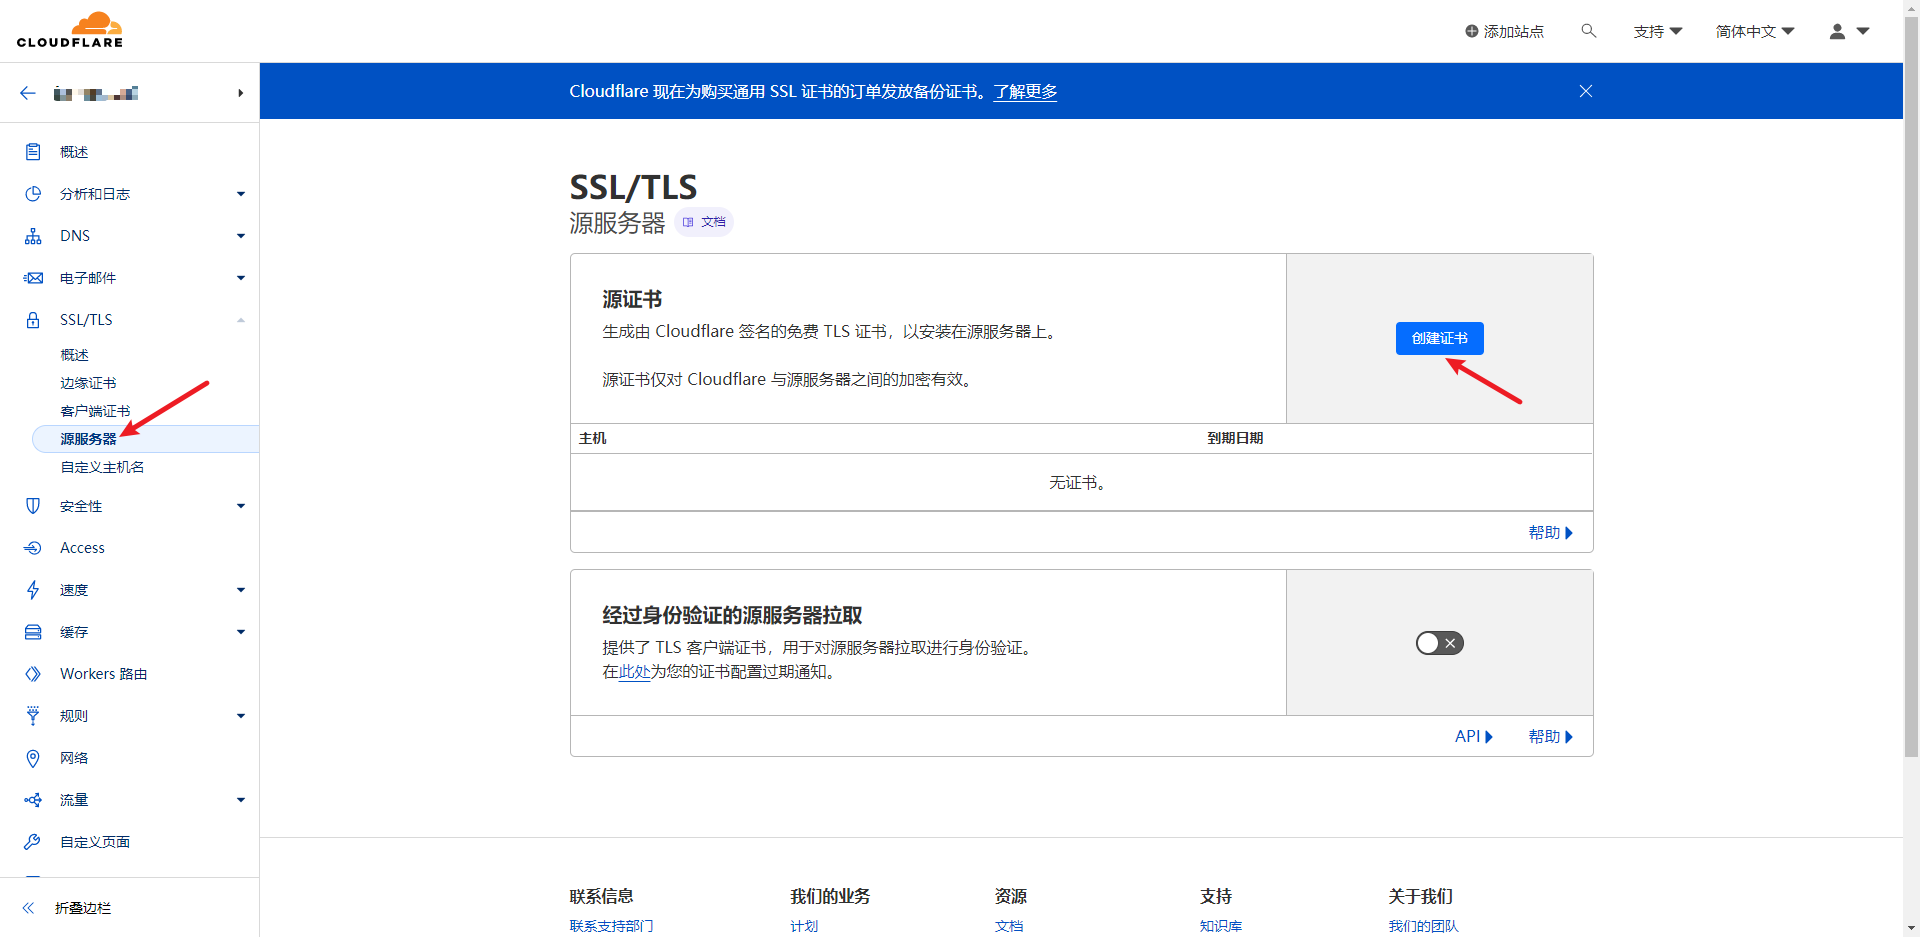 CLOUDFLARE
添加站点
支持
简体中文
Cloudflare 现在为购买通用 SSL 证书的订单发放备份证书。了解更多
概述
分析和日志
DNS
电子邮件
SSL/TLS
概述
边缘证书
客户端证书
源服务器
自定义主机名
安全性
Access
速度
缓存
Workers 路由
规则
网络
流量
自定义页面
折叠边栏
SSL/TLS
源服务器
文档
源证书
生成由 Cloudflare 签名的免费 TLS 证书，以安装在源服务器上。
源证书仅对 Cloudflare 与源服务器之间的加密有效。
创建证书
主机 到期日期
无证书。
帮助
经过身份验证的源服务器拉取
提供了 TLS 客户端证书，用于对源服务器拉取进行身份验证。
在此处为您的证书配置过期通知。
API 帮助
联系信息 我们的业务 资源 支持 关于我们
联系支持部门 计划 文档 知识库 我们的团队